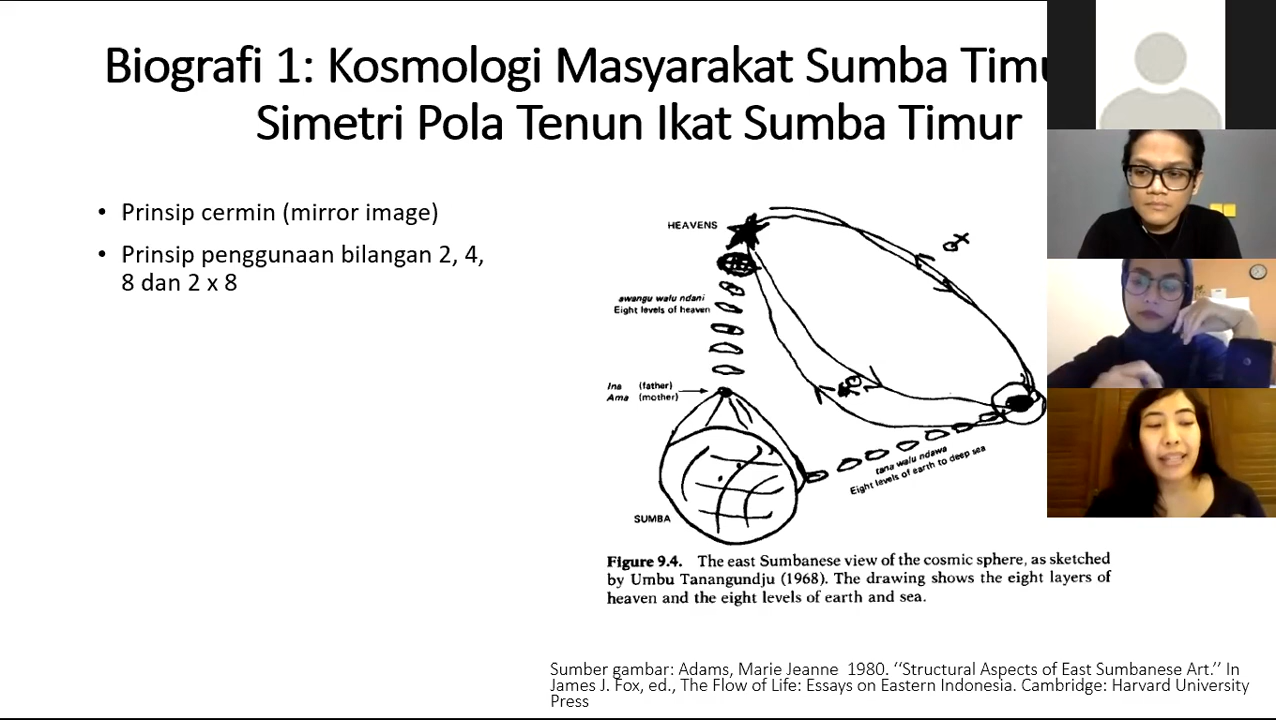 Biografi 1: Kosmologi Masyarakat Sumba Timu
Simetri Pola Tenun Ikat Sumba Timur
• Prinsip cermin (mirror image)
• Prinsip penggunaan bilangan 2, 4,
8 dan 2 x 8
HEAVENS
awangu walu ndani
Eight levels of heaven
Ina (father)
Ama (mother)
tana walu ndawa
Eight levels of earth to deep sea
SUMBA
Figure 9.4. The east Sumbanese view of the cosmic sphere, as sketched
by Umbu Tanangundju (1968). The drawing shows the eight layers of
heaven and the eight levels of earth and sea.
Sumber gambar: Adams, Marie Jeanne 1980. “Structural Aspects of East Sumbanese Art.” In
James J. Fox, ed., The Flow of Life: Essays on Eastern Indonesia. Cambridge: Harvard University
Press